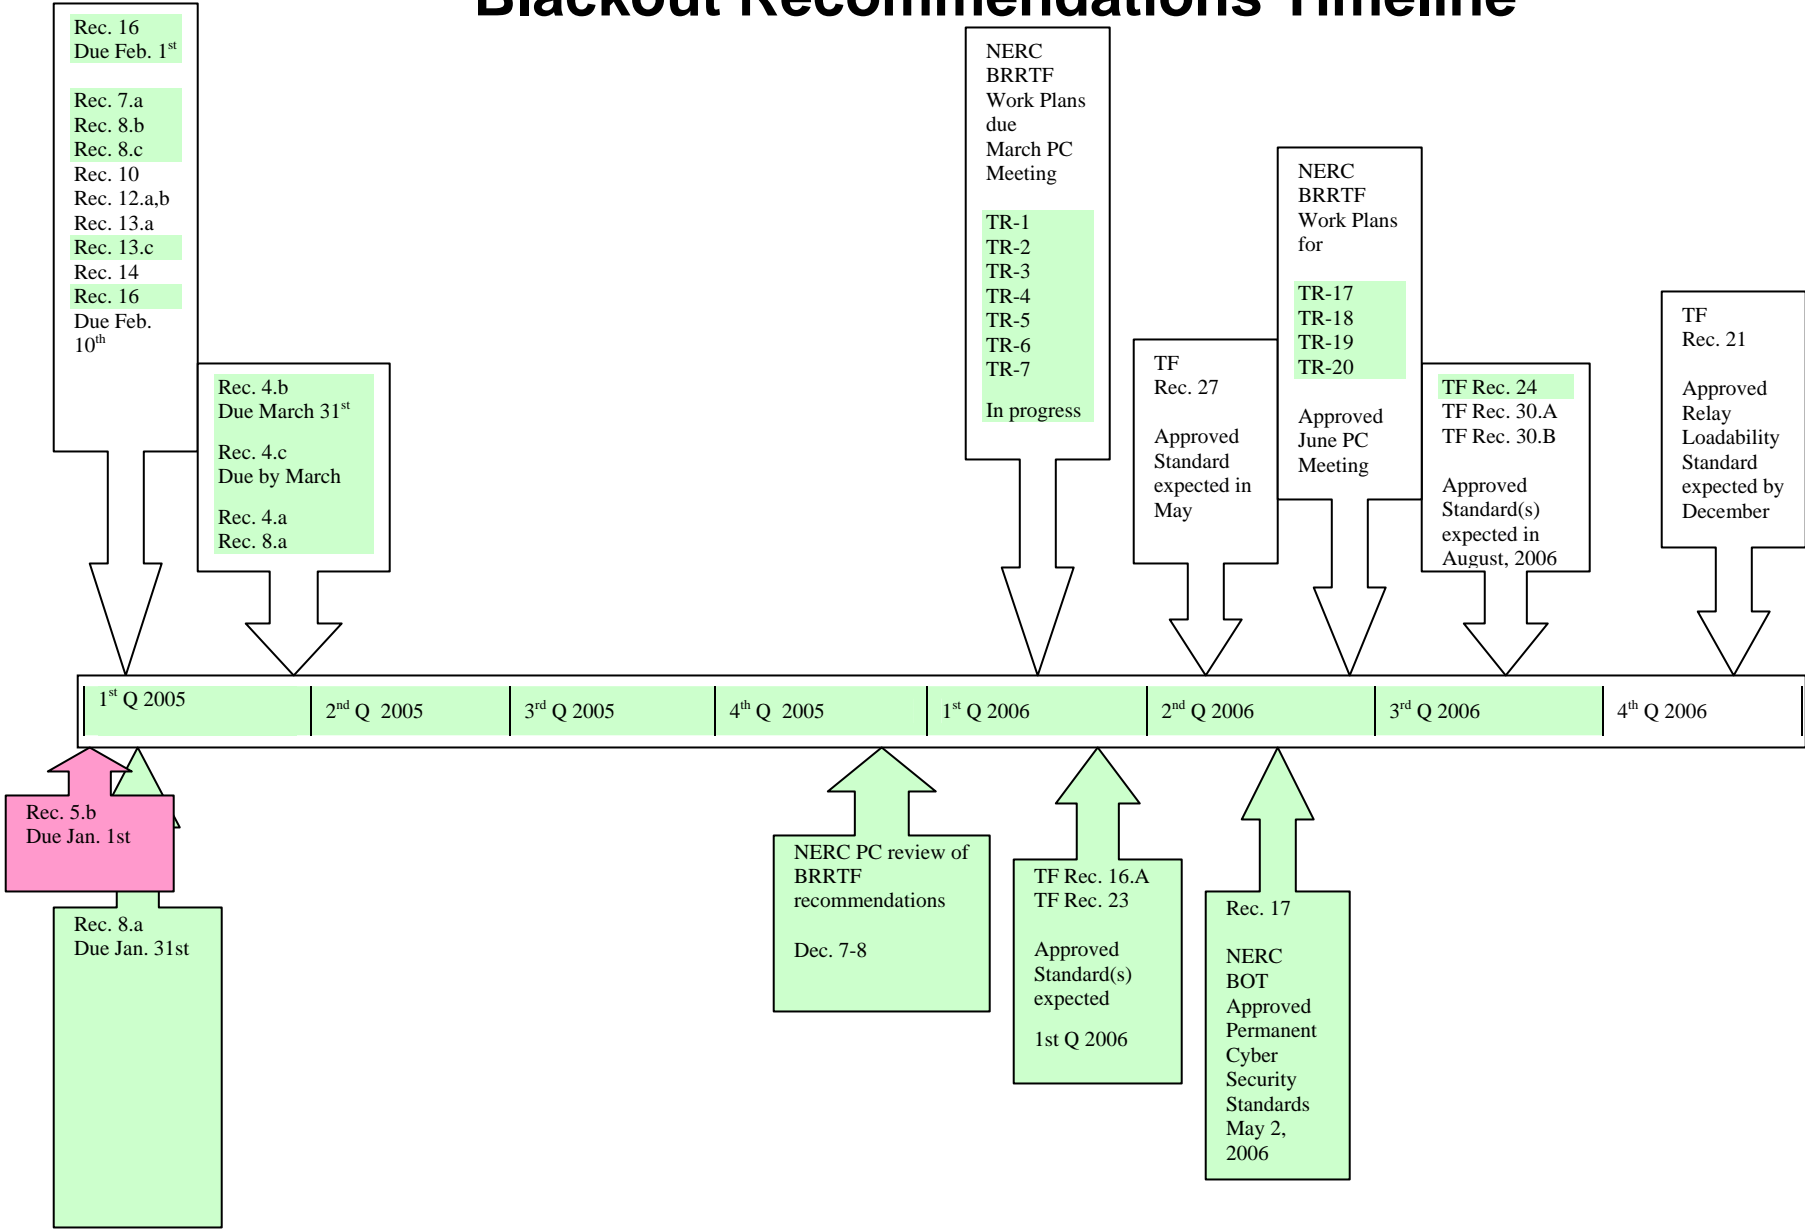 Blackout Recommendations Timeline
Rec. 16
Due Feb. 1st
Rec. 7.a
Rec. 8.b
Rec. 8.c
Rec. 10
Rec. 12.a,b
Rec. 13.a
Rec. 13.c
Rec. 14
Rec. 16
Due Feb.
10th
Rec. 4.b
Due March 31st
Rec. 4.c
Due by March
Rec. 4.a
Rec. 8.a
NERC
BRRTF
Work Plans
due
March PC
Meeting
TR-1
TR-2
TR-3
TR-4
TR-5
TR-6
TR-7
In progress
TF
Rec. 27
Approved
Standard
expected in
May
NERC
BRRTF
Work Plans
for
TR-17
TR-18
TR-19
TR-20
Approved
June PC
Meeting
TF Rec. 24
TF Rec. 30.A
TF Rec. 30.B
Approved
Standard(s)
expected in
August, 2006
TF
Rec. 21
Approved
Relay
Loadability
Standard
expected by
December
1st Q 2005
2nd Q 2005
3rd Q 2005
4th Q 2005
1st Q 2006
2nd Q 2006
3rd Q 2006
4th Q 2006
Rec. 5.b
Due Jan. 1st
Rec. 8.a
Due Jan. 31st
NERC PC review of
BRRTF
recommendations
Dec. 7-8
TF Rec. 16.A
TF Rec. 23
Approved
Standard(s)
expected
1st Q 2006
Rec. 17
NERC
BOT
Approved
Permanent
Cyber
Security
Standards
May 2,
2006